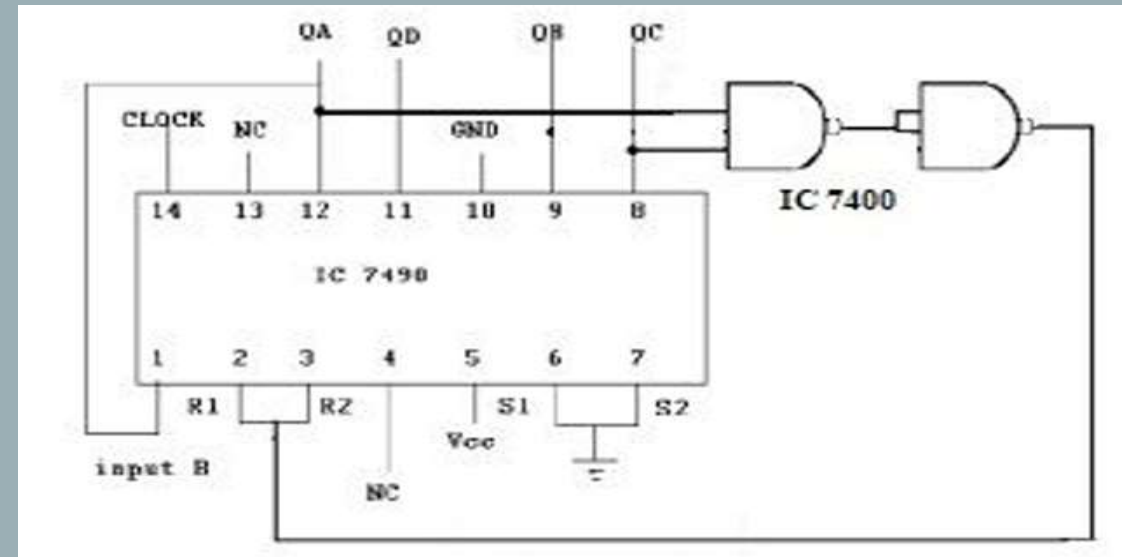 QA QD QB QC
CLOCK NC GND
IC 7400
14 13 12 11 10 9 8
IC 7490
1 2 3 4 5 6 7
R1 R2 S1 S2
Vcc
input B
NC